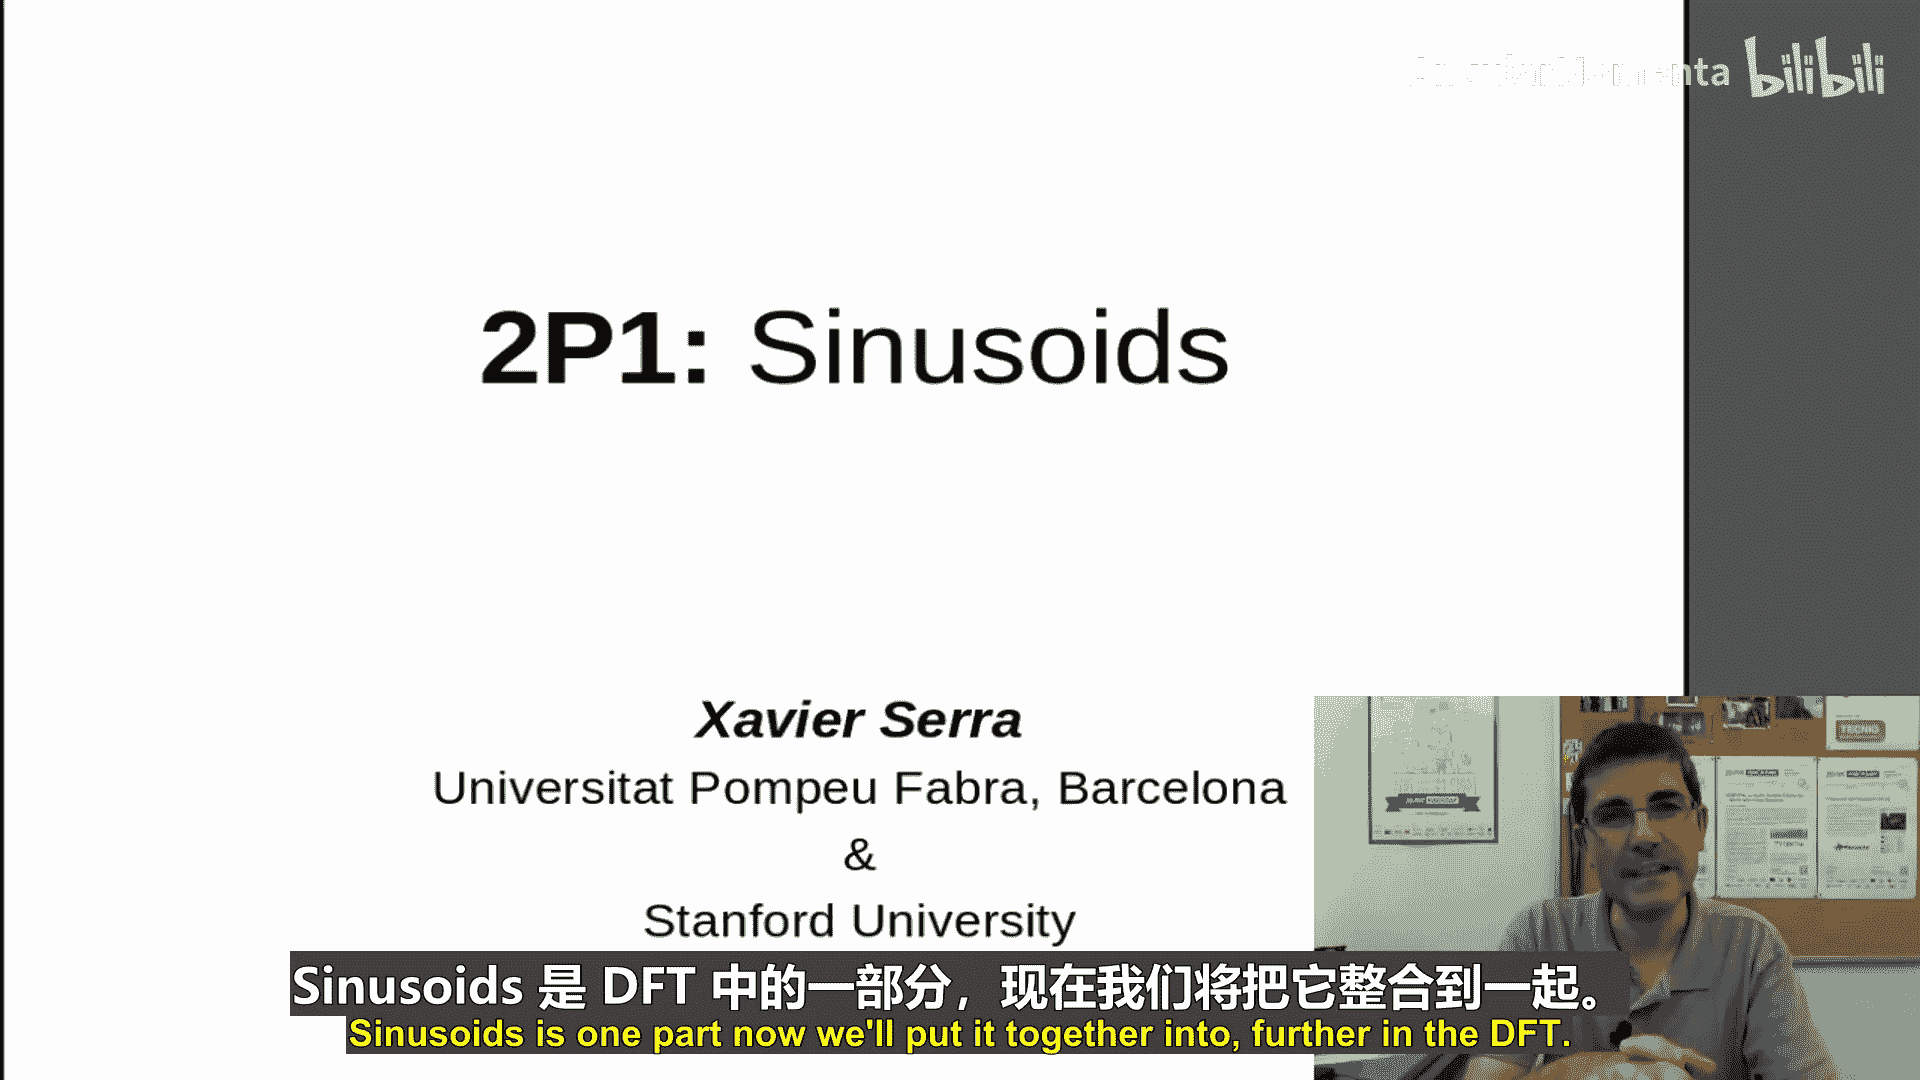 bilibili
2P1: Sinusoids
Xavier Serra
Universitat Pompeu Fabra, Barcelona
&
Stanford University
TECNIO
Sinusoids 是 DFT 中的一部分，现在我们将把它整合到一起。
Sinusoids is one part now we'll put it together into, further in the DFT.